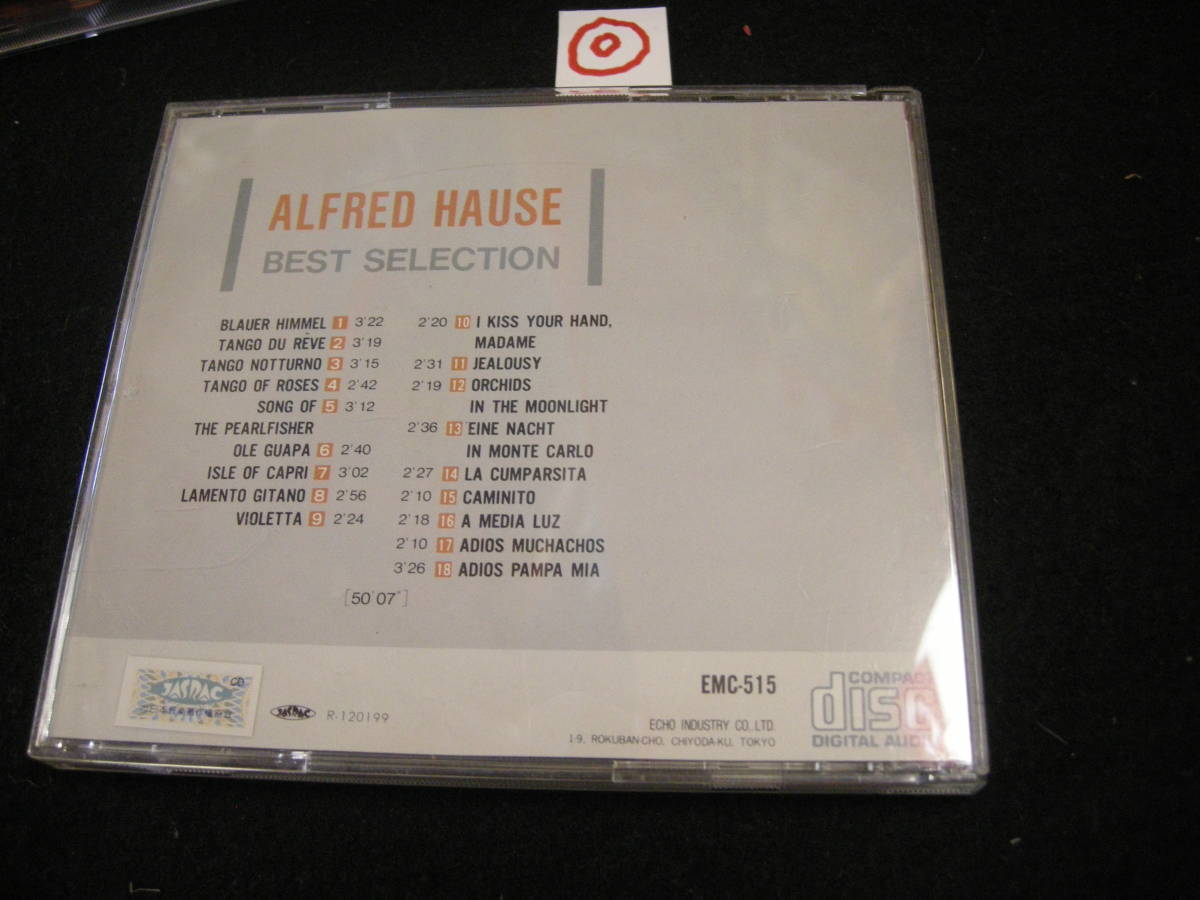 ALFRED HAUSE
BEST SELECTION
BLAUER HIMMEL 1 3'22
TANGO DU RÊVE 2 3'19
TANGO NOTTURNO 3 3'15
TANGO OF ROSES 4 2'42
SONG OF 5 3'12
THE PEARLFISHER
OLE GUAPA 6 2'40
ISLE OF CAPRI 7 3'02
LAMENTO GITANO 8 2'56
VIOLETTA 9 2'24
2'20 10 I KISS YOUR HAND,
MADAME
2'31 11 JEALOUSY
2'19 12 ORCHIDS
IN THE MOONLIGHT
2'36 13 EINE NACHT
IN MONTE CARLO
2'27 14 LA CUMPARSITA
2'10 15 CAMINITO
2'18 16 A MEDIA LUZ
2'10 17 ADIOS MUCHACHOS
3'26 18 ADIOS PAMPA MIA
[50'07"]
CD
JASRAC
JASRAC R-120199
EMC-515
ECHO INDUSTRY CO., LTD.
1-9, ROKUBAN-CHO, CHIYODA-KU, TOKYO
COMPACT
disc
DIGITAL AUDIO